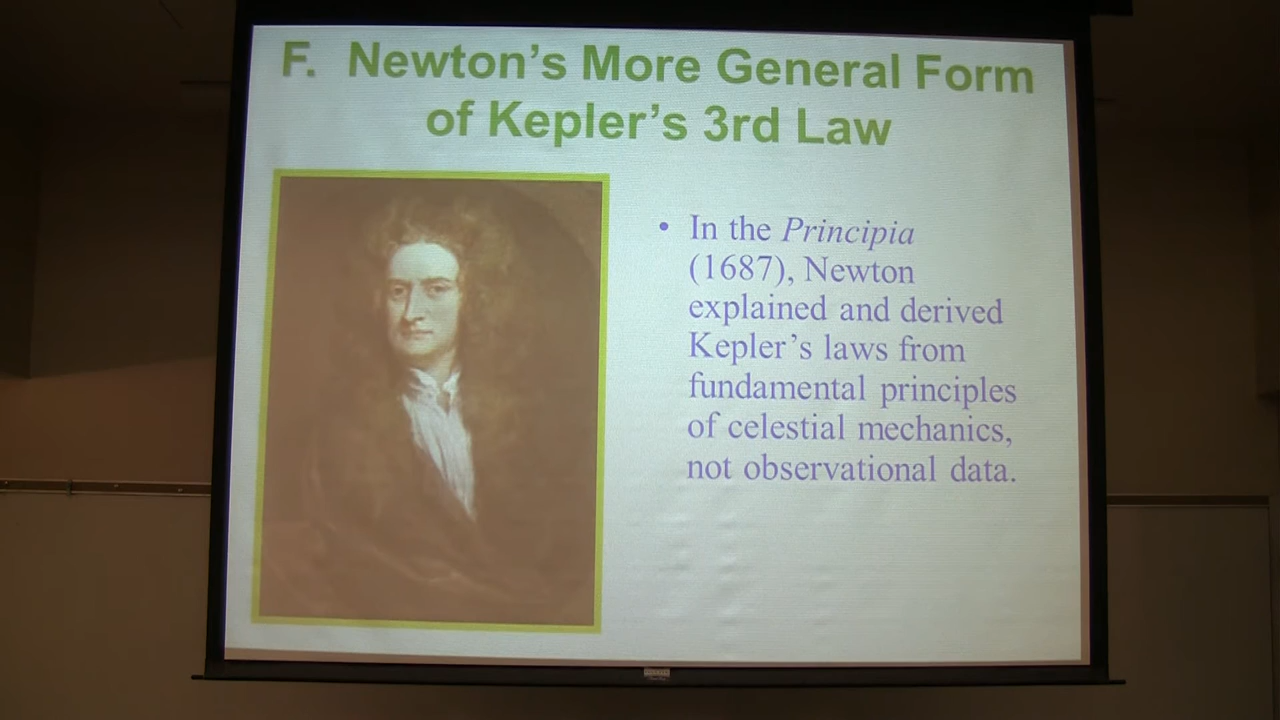 F. Newton's More General Form
of Kepler's 3rd Law
• In the Principia
(1687), Newton
explained and derived
Kepler's laws from
fundamental principles
of celestial mechanics,
not observational data.